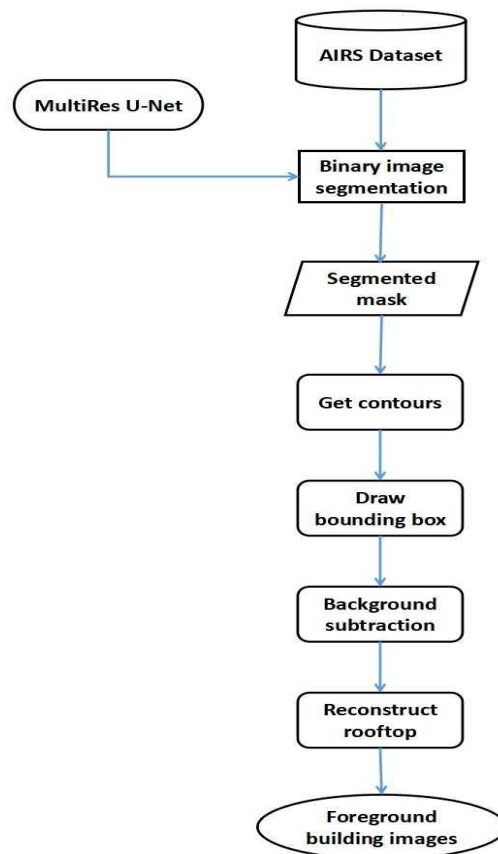 AIRS Dataset
MultiRes U-Net
Binary image
segmentation
Segmented
mask
Get contours
Draw
bounding box
Background
subtraction
Reconstruct
rooftop
Foreground
building images